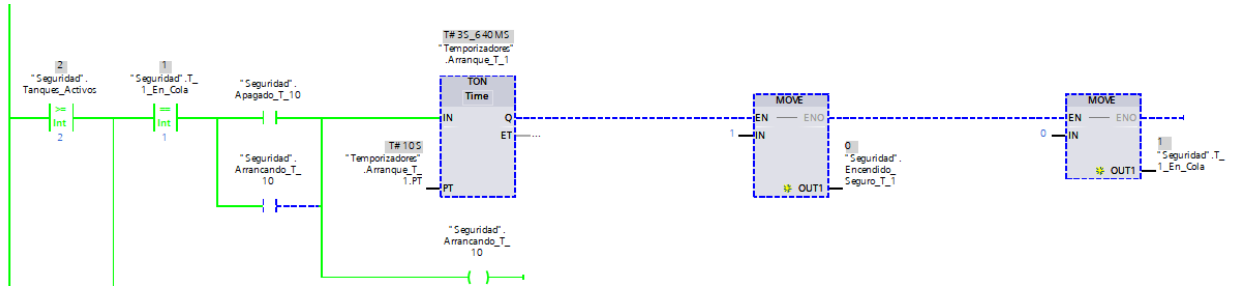 T# 3S_640MS
"Temporizadores"
.Arranque_T_1
2
"Seguridad".
Tanques_Activos
>=
Int
2
1
"Seguridad".T_
1_En_Cola
==
Int
1
"Seguridad".
Apagado_T_10
"Seguridad".
Arrancando_T_
10
TON
Time
IN
Q
ET
...
T# 10S
"Temporizadores"
.Arranque_T_
1.PT
PT
"Seguridad".
Arrancando_T_
10
MOVE
EN
ENO
1
IN
OUT1
0
"Seguridad".
Encendido_
Seguro_T_1
MOVE
EN
ENO
0
IN
OUT1
1
"Seguridad".T_
1_En_Cola